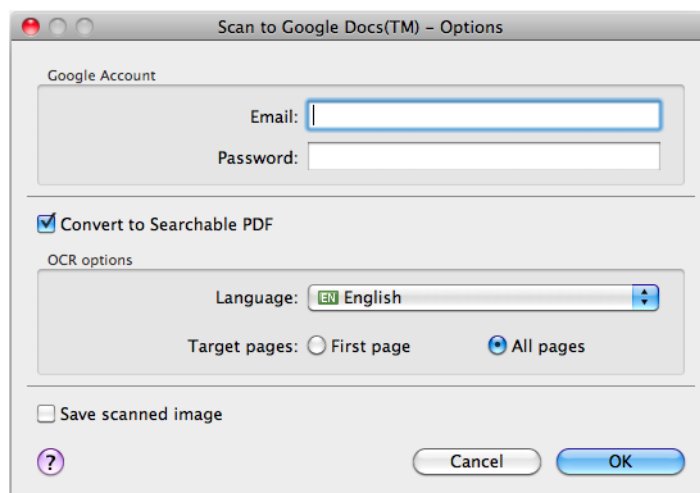 Scan to Google Docs(TM) – Options
Google Account
Email:
Password:
Convert to Searchable PDF
OCR options
Language: EN English
Target pages: First page All pages
Save scanned image
? Cancel OK